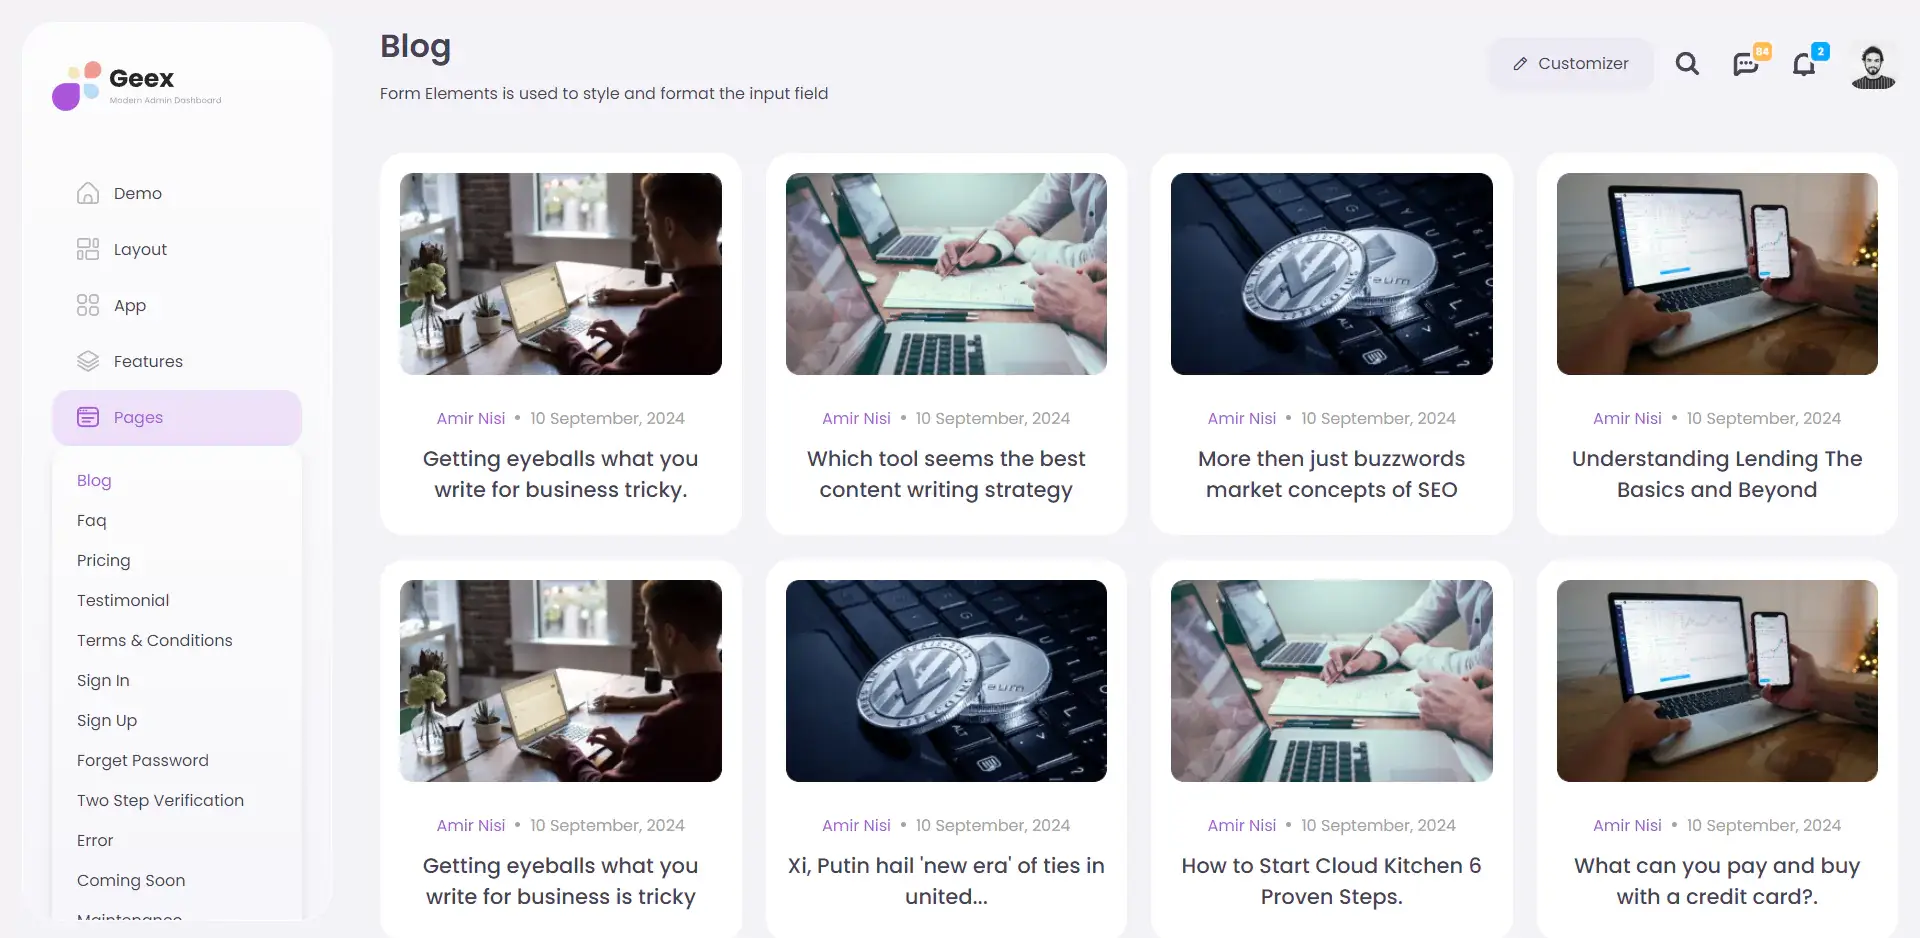 Geex
Modern Admin Dashboard
Demo
Layout
App
Features
Pages
Blog
Faq
Pricing
Testimonial
Terms & Conditions
Sign In
Sign Up
Forget Password
Two Step Verification
Error
Coming Soon
Maintenance
Blog
Form Elements is used to style and format the input field
Customizer
84
2
Amir Nisi • 10 September, 2024
Getting eyeballs what you
write for business tricky.
Amir Nisi • 10 September, 2024
Which tool seems the best
content writing strategy
Amir Nisi • 10 September, 2024
More then just buzzwords
market concepts of SEO
Amir Nisi • 10 September, 2024
Understanding Lending The
Basics and Beyond
Amir Nisi • 10 September, 2024
Getting eyeballs what you
write for business is tricky
Amir Nisi • 10 September, 2024
Xi, Putin hail 'new era' of ties in
united...
Amir Nisi • 10 September, 2024
How to Start Cloud Kitchen 6
Proven Steps.
Amir Nisi • 10 September, 2024
What can you pay and buy
with a credit card?.